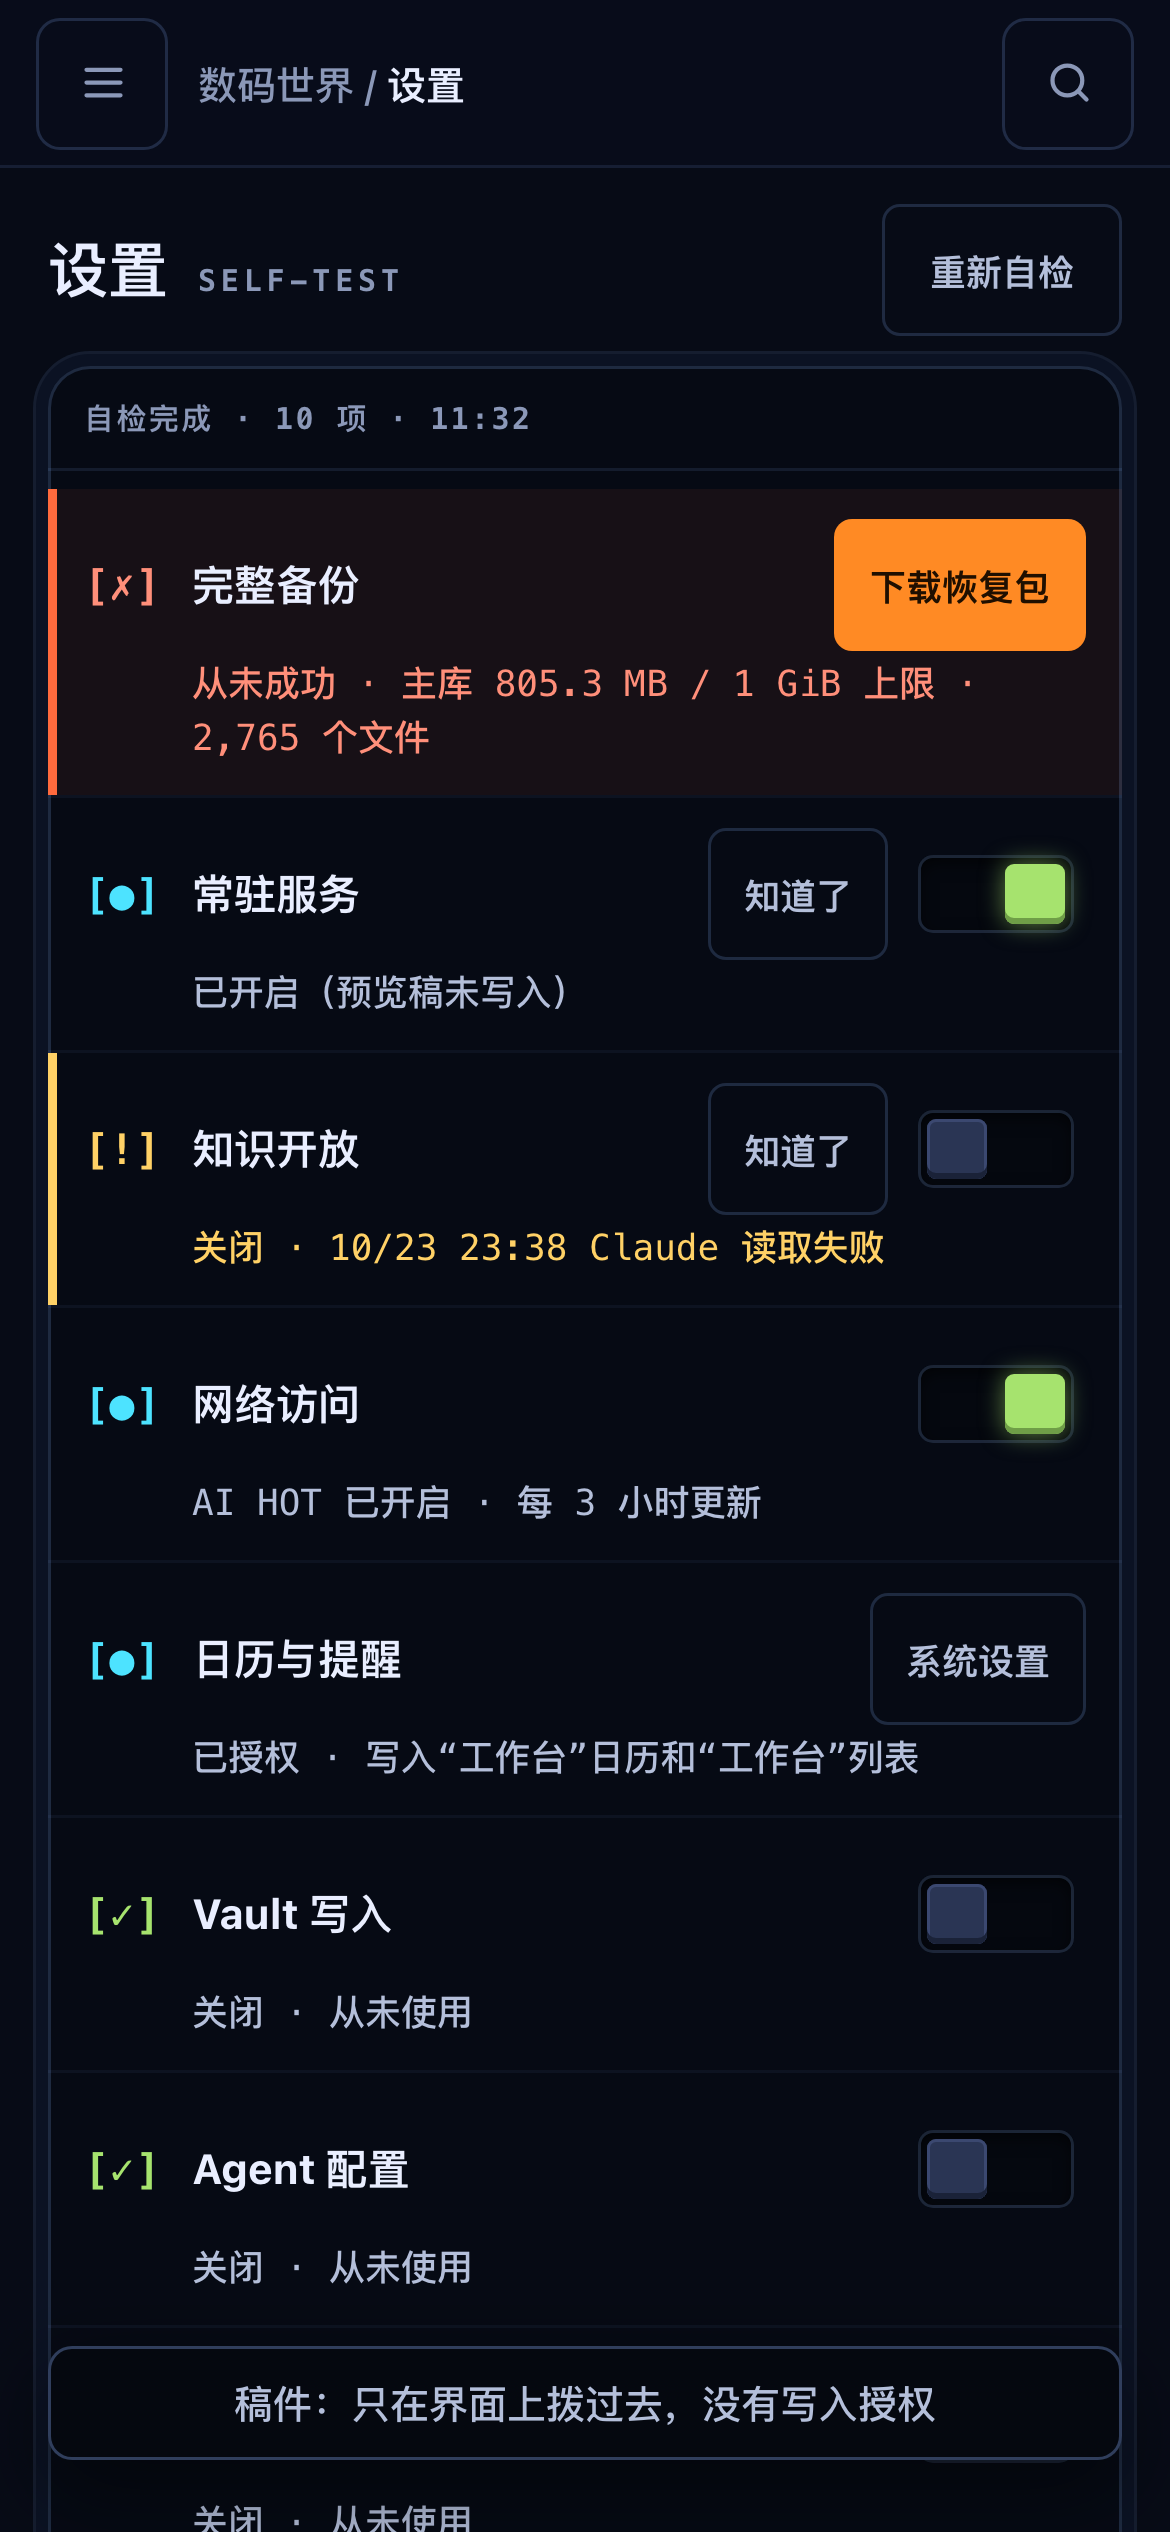 数码世界 / 设置
设置 SELF-TEST
重新自检
自检完成 · 10 项 · 11:32
[✗] 完整备份
下载恢复包
从未成功 · 主库 805.3 MB / 1 GiB 上限 ·
2,765 个文件
[●] 常驻服务
知道了
已开启（预览稿未写入）
[!] 知识开放
知道了
关闭 · 10/23 23:38 Claude 读取失败
[●] 网络访问
AI HOT 已开启 · 每 3 小时更新
[●] 日历与提醒
系统设置
已授权 · 写入“工作台”日历和“工作台”列表
[✓] Vault 写入
关闭 · 从未使用
[✓] Agent 配置
关闭 · 从未使用
稿件：只在界面上拨过去，没有写入授权
关闭 · 从未使用